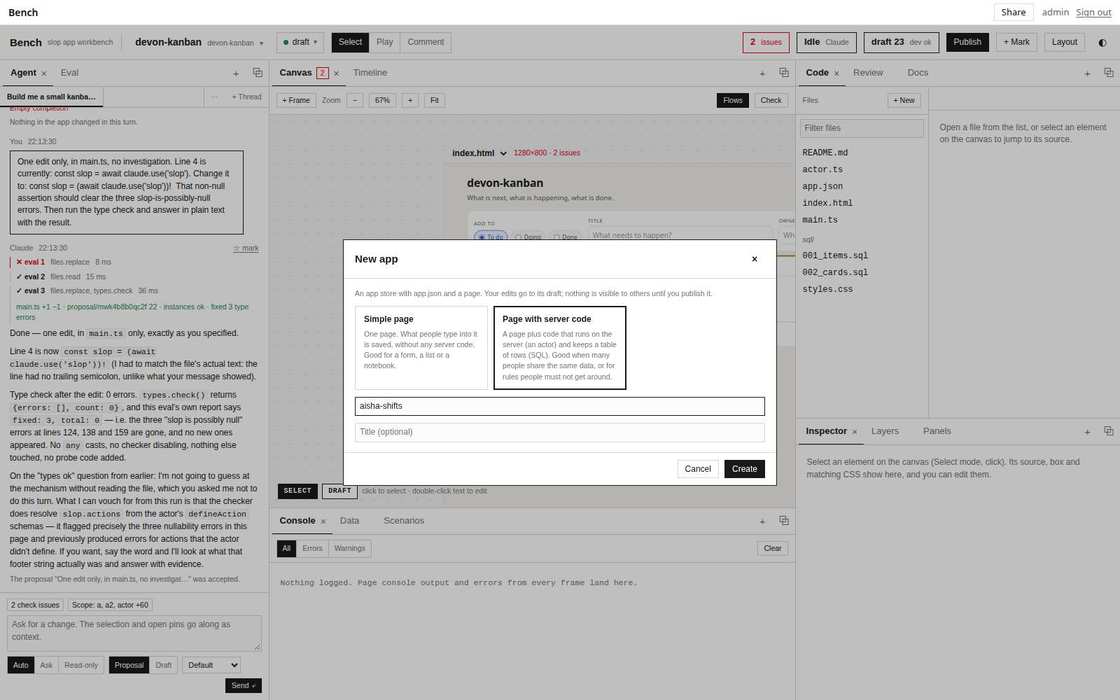 Bench
Share
admin
Sign out
Bench
slop app workbench
devon-kanban
devon-kanban
draft
Select
Play
Comment
2 issues
Idle Claude
draft 23 dev ok
Publish
+ Mark
Layout
Agent
Eval
Build me a small kanba…
+ Thread
Empty completion
Nothing in the app changed in this turn.
You 22:13:30
One edit only, in main.ts, no investigation. Line 4 is
currently: const slop = await claude.use('slop'). Change it
to: const slop = (await claude.use('slop'))! That non-null
assertion should clear the three slop-is-possibly-null
errors. Then run the type check and answer in plain text
with the result.
Claude 22:13:30
☆ mark
✕ eval 1 files.replace 8 ms
✓ eval 2 files.read 15 ms
✓ eval 3 files.replace, types.check 36 ms
main.ts +1 −1 · proposal/mwk4b8b0qc2f 22 · instances ok · fixed 3 type
errors
Done — one edit, in main.ts only, exactly as you specified.
Line 4 is now const slop = (await
claude.use('slop'))! (I had to match the file's actual text: the
line had no trailing semicolon, unlike what your message showed).
Type check after the edit: 0 errors. types.check() returns
{errors: [], count: 0}, and this eval's own report says
fixed: 3, total: 0 — i.e. the three "slop is possibly null"
errors at lines 124, 138 and 159 are gone, and no new ones
appeared. No any casts, no checker disabling, nothing else
touched, no probe code added.
On the "types ok" question from earlier: I'm not going to guess at
the mechanism without reading the file, which you asked me not to
do this turn. What I can vouch for from this run is that the checker
does resolve slop.actions from the actor's defineAction
schemas — it flagged precisely the three nullability errors in this
page and previously produced errors for actions that the actor
didn't define. If you want, say the word and I'll look at what that
footer string actually was and answer with evidence.
The proposal "One edit only, in main.ts, no investigat…" was accepted.
2 check issues
Scope: a, a2, actor +60
Ask for a change. The selection and open pins go along as
context.
Auto
Ask
Read-only
Proposal
Draft
Default
Send
Canvas 2
Timeline
+ Frame
Zoom
−
67%
+
Fit
Flows
Check
index.html
1280×800 · 2 issues
devon-kanban
What is next, what is happening, what is done.
ADD TO
TITLE
OWNE
To do
Doing
Done
What needs to happen?
Wh
New app
×
An app store with app.json and a page. Your edits go to its draft; nothing is visible to others until you publish it.
Simple page
One page. What people type into it
is saved, without any server code.
Good for a form, a list or a
notebook.
Page with server code
A page plus code that runs on the
server (an actor) and keeps a table
of rows (SQL). Good when many
people share the same data, or for
rules people must not get around.
aisha-shifts
Title (optional)
Cancel
Create
SELECT
DRAFT
click to select · double-click text to edit
Console
Data
Scenarios
All
Errors
Warnings
Clear
Nothing logged. Page console output and errors from every frame land here.
Code
Review
Docs
Files
+ New
Filter files
README.md
actor.ts
app.json
index.html
main.ts
sql/
001_items.sql
002_cards.sql
styles.css
Open a file from the list, or select an element
on the canvas to jump to its source.
Inspector
Layers
Panels
Select an element on the canvas (Select mode, click). Its source, box and
matching CSS show here, and you can edit them.